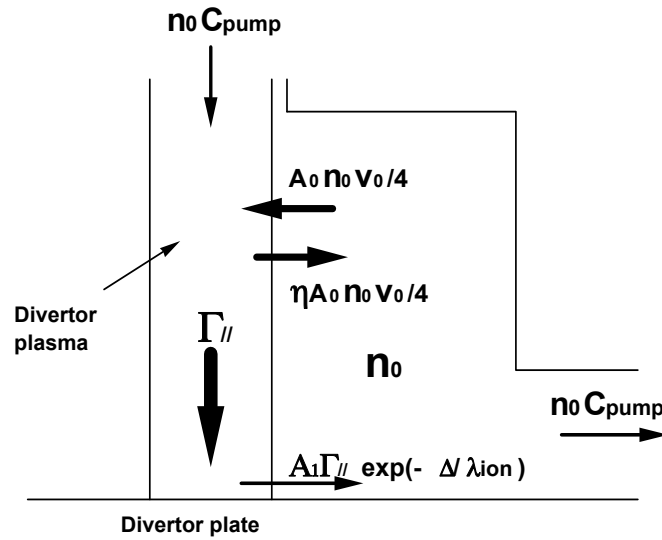 n0 Cpump
A0 n0 v0/4
ηA0 n0 v0/4
Divertor
plasma
Γ//
n0
n0 Cpump
A1Γ// exp(- Δ/ λion )
Divertor plate